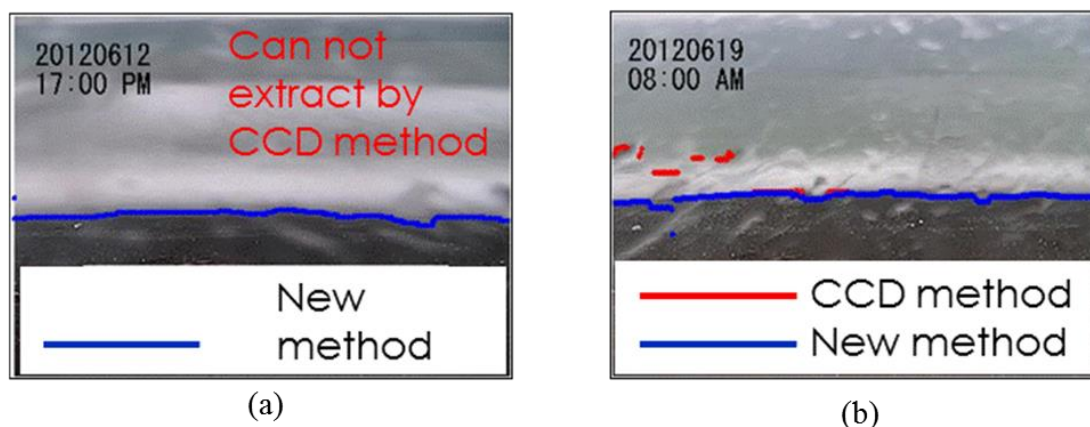 20120612
17:00 PM
Can not
extract by
CCD method
New
method
(a)
20120619
08:00 AM
CCD method
New method
(b)